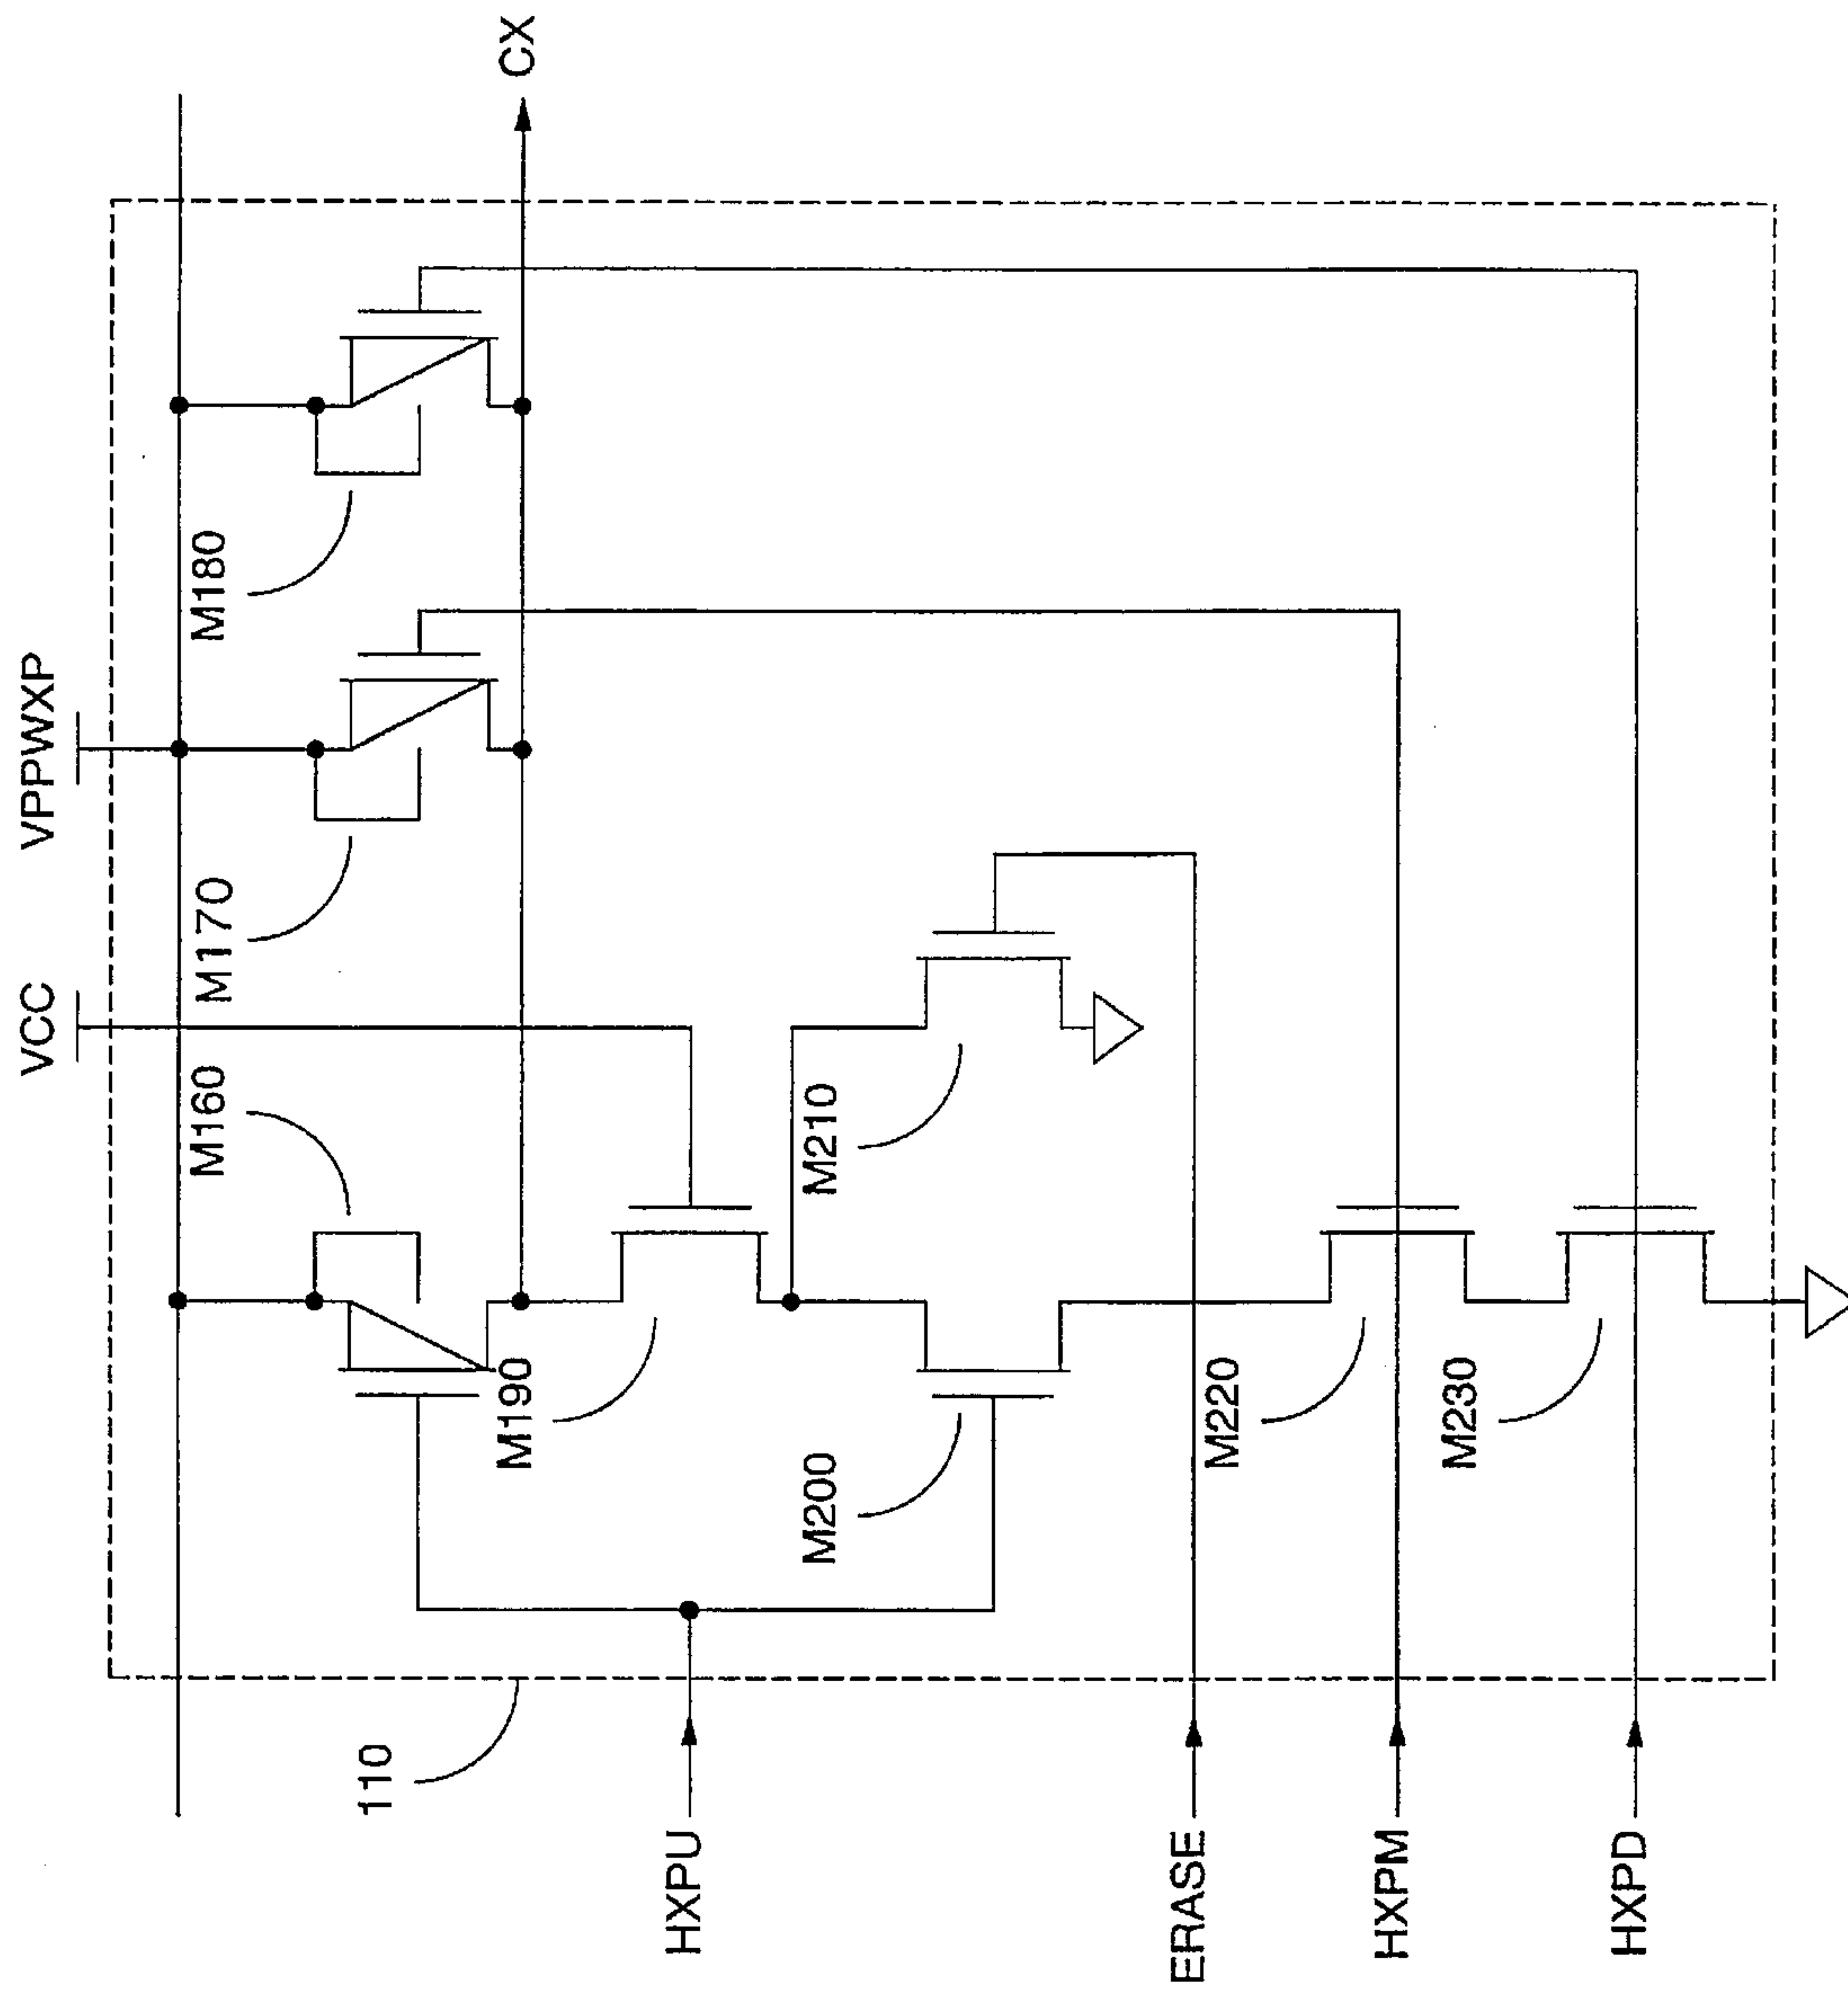 VCC
VPPWXP
M160
M170
M180
CX
110
M190
HXPU
M200
M210
ERASE
M220
HXPM
M230
HXPD